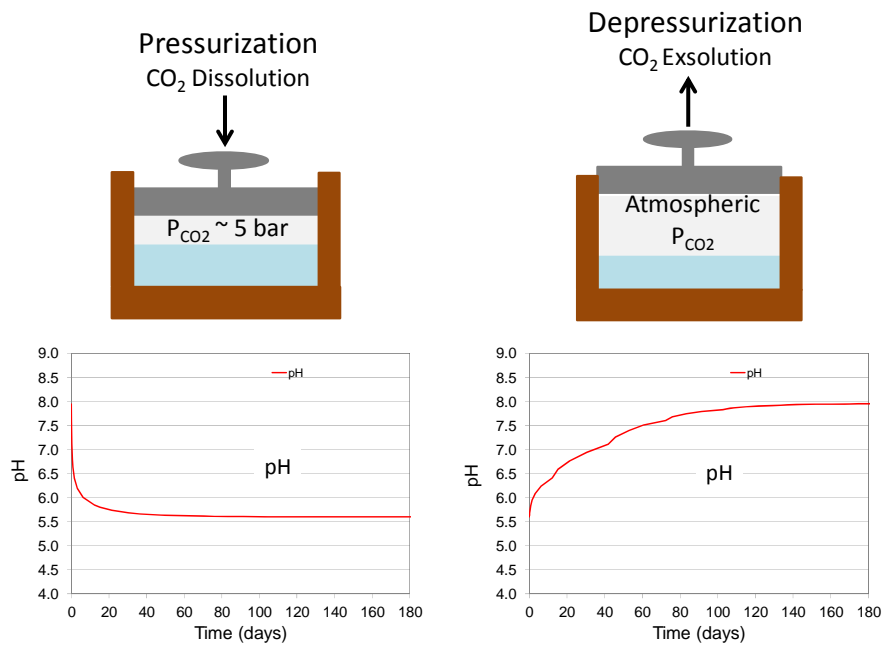 Pressurization
CO₂ Dissolution
P_CO2 ~ 5 bar
Depressurization
CO₂ Exsolution
Atmospheric
P_CO2
9.0
8.5
8.0
7.5
7.0
6.5
6.0
5.5
5.0
4.5
4.0
pH
pH
pH
0 20 40 60 80 100 120 140 160 180
Time (days)
9.0
8.5
8.0
7.5
7.0
6.5
6.0
5.5
5.0
4.5
4.0
pH
pH
pH
0 20 40 60 80 100 120 140 160 180
Time (days)